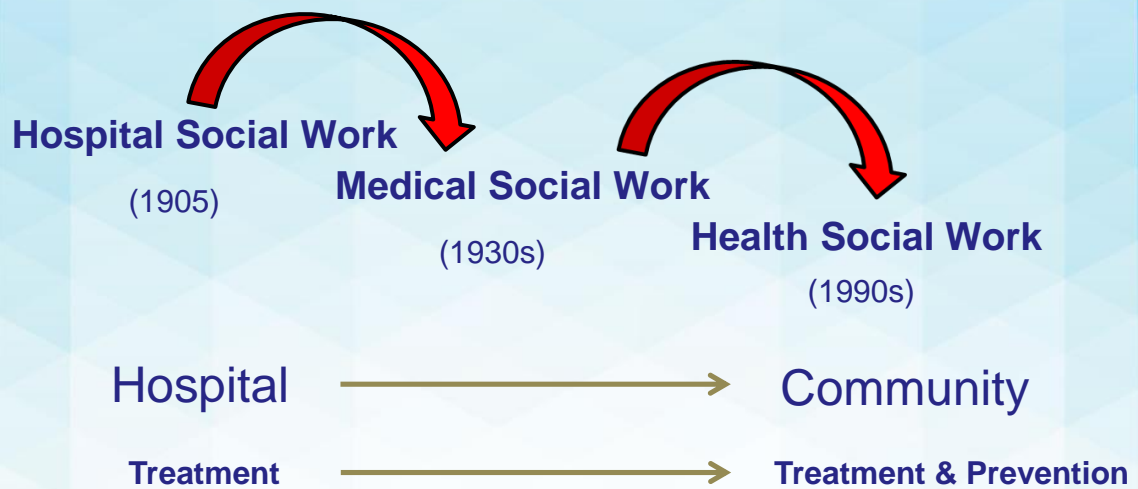 Hospital Social Work
(1905)
Medical Social Work
(1930s)
Health Social Work
(1990s)
Hospital
Community
Treatment
Treatment & Prevention